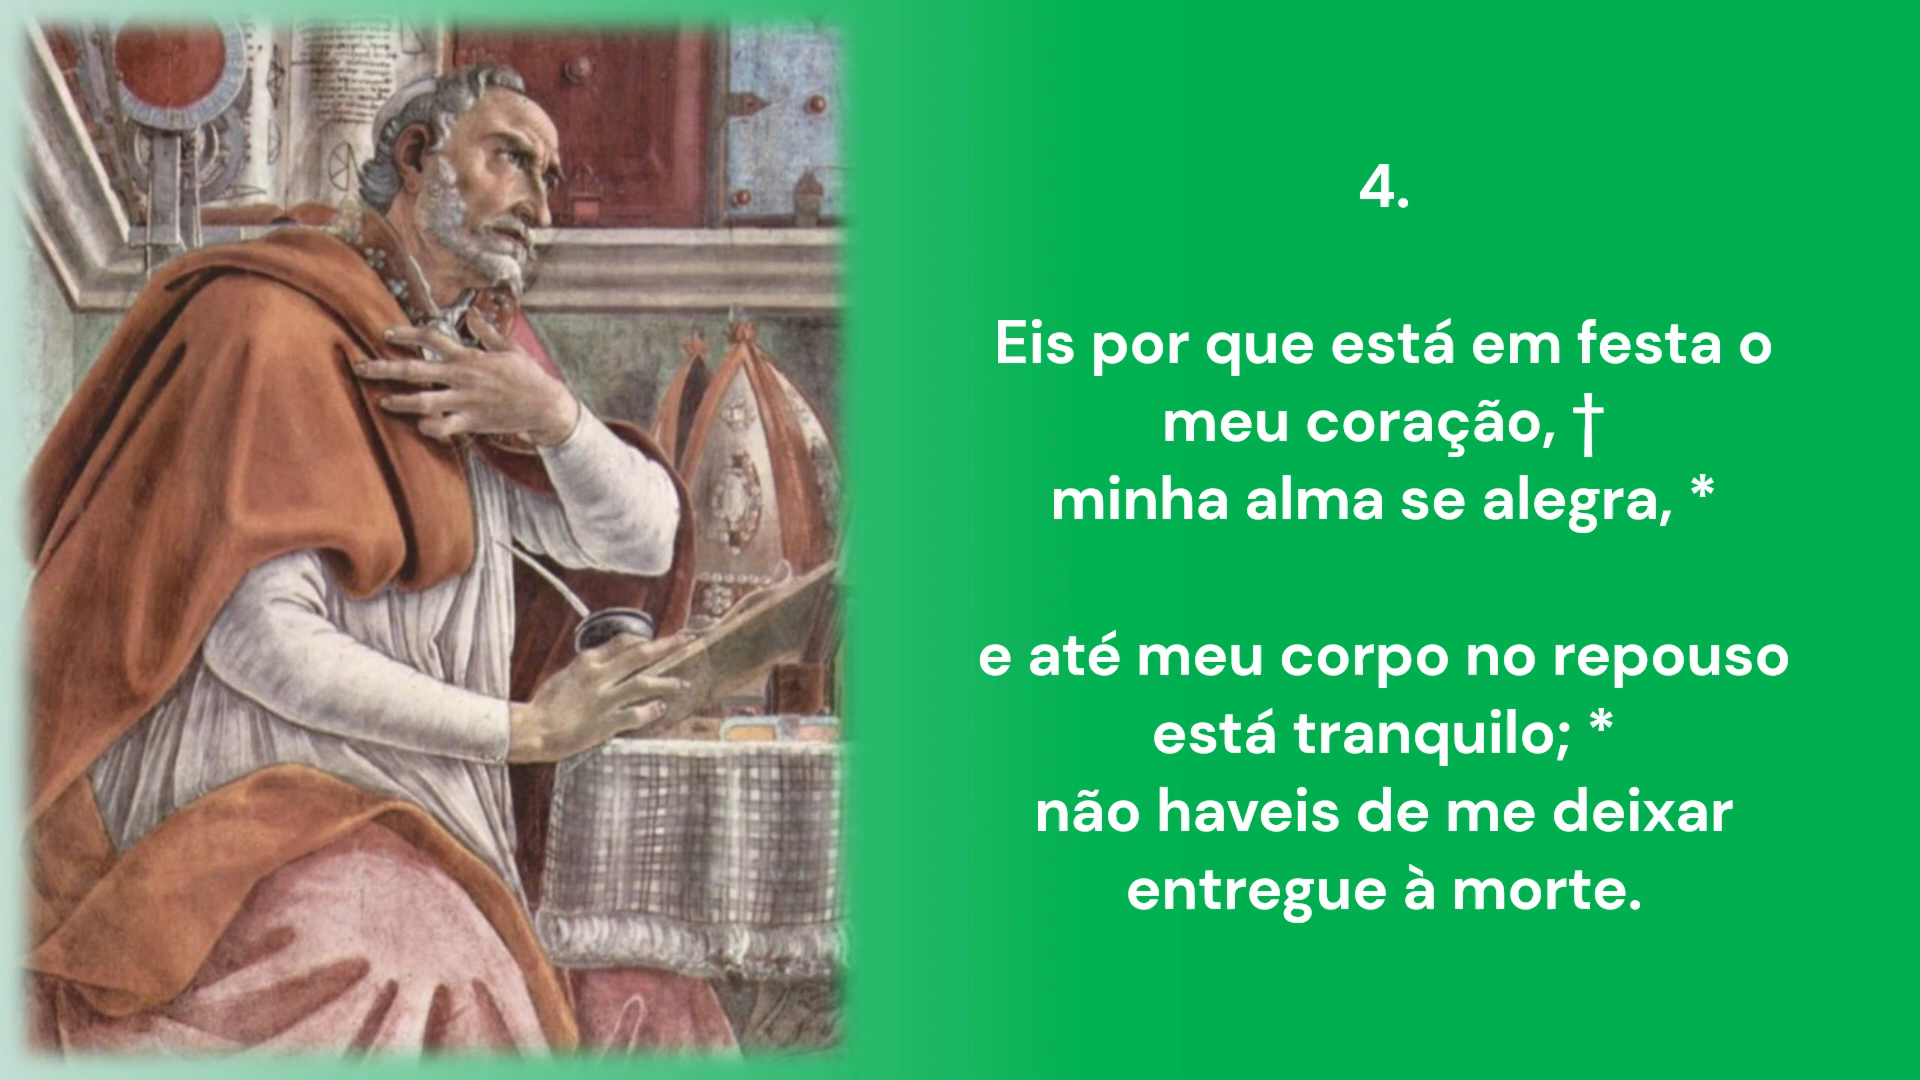 4.
Eis por que está em festa o
meu coração, †
minha alma se alegra, *
e até meu corpo no repouso
está tranquilo; *
não haveis de me deixar
entregue à morte.